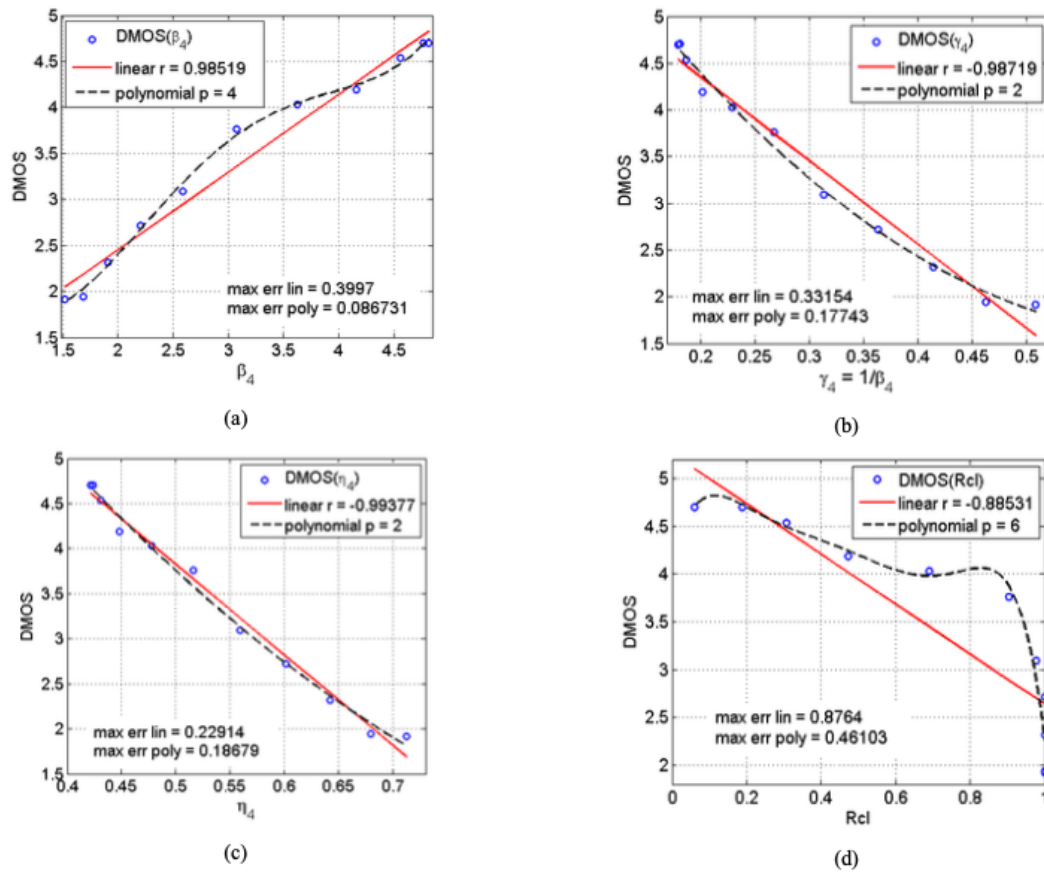 5
4.5
4
3.5
3
2.5
2
1.5
DMOS
DMOS(β₄)
linear r = 0.98519
polynomial p = 4
max err lin = 0.3997
max err poly = 0.086731
1.5 2 2.5 3 3.5 4 4.5
β₄
(a)
5
4.5
4
3.5
3
2.5
2
1.5
DMOS
DMOS(γ₄)
linear r = -0.98719
polynomial p = 2
max err lin = 0.33154
max err poly = 0.17743
0.2 0.25 0.3 0.35 0.4 0.45 0.5
γ₄ = 1/β₄
(b)
5
4.5
4
3.5
3
2.5
2
1.5
DMOS
DMOS(η₄)
linear r = -0.99377
polynomial p = 2
max err lin = 0.22914
max err poly = 0.18679
0.4 0.45 0.5 0.55 0.6 0.65 0.7
η₄
(c)
5
4.5
4
3.5
3
2.5
2
DMOS
DMOS(Rcl)
linear r = -0.88531
polynomial p = 6
max err lin = 0.8764
max err poly = 0.46103
0 0.2 0.4 0.6 0.8 1
Rcl
(d)